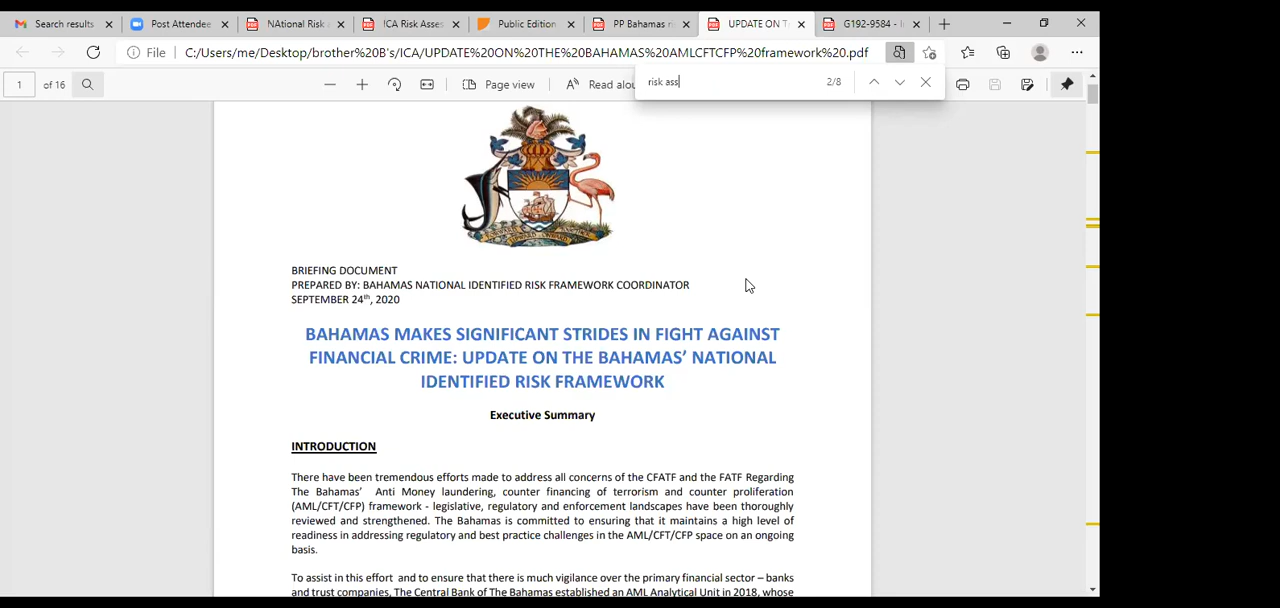 Search results
Post Attendee
NAtional Risk a
ICA Risk Asses
Public Edition
PP Bahamas ri
UPDATE ON T
G192-9584 - I
File
C:/Users/me/Desktop/brother%20B's/ICA/UPDATE%20ON%20THE%20BAHAMAS%20AMLCFTCFP%20framework%20.pdf
1 of 16
Page view
Read alou
risk ass
2/8
BRIEFING DOCUMENT
PREPARED BY: BAHAMAS NATIONAL IDENTIFIED RISK FRAMEWORK COORDINATOR
SEPTEMBER 24th, 2020
BAHAMAS MAKES SIGNIFICANT STRIDES IN FIGHT AGAINST
FINANCIAL CRIME: UPDATE ON THE BAHAMAS' NATIONAL
IDENTIFIED RISK FRAMEWORK
Executive Summary
INTRODUCTION
There have been tremendous efforts made to address all concerns of the CFATF and the FATF Regarding
The Bahamas' Anti Money laundering, counter financing of terrorism and counter proliferation
(AML/CFT/CFP) framework - legislative, regulatory and enforcement landscapes have been thoroughly
reviewed and strengthened. The Bahamas is committed to ensuring that it maintains a high level of
readiness in addressing regulatory and best practice challenges in the AML/CFT/CFP space on an ongoing
basis.
To assist in this effort and to ensure that there is much vigilance over the primary financial sector – banks
and trust companies, The Central Bank of The Bahamas established an AML Analytical Unit in 2018, whose